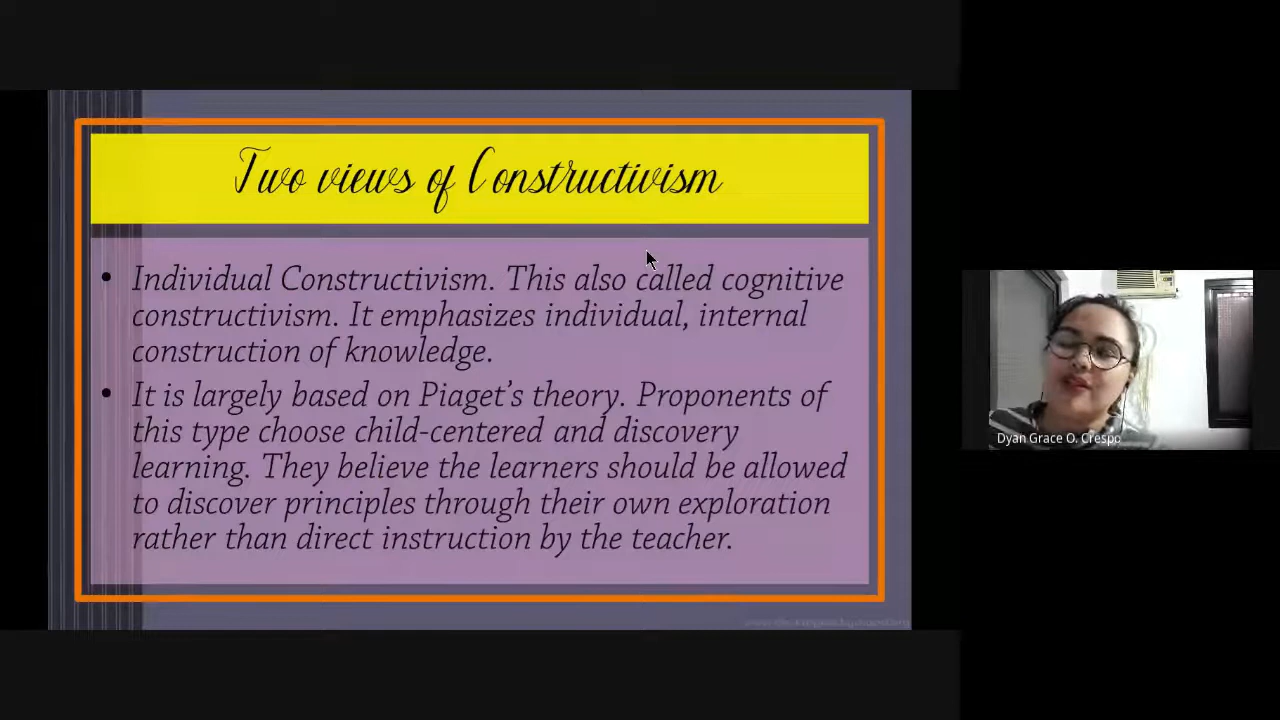 Two views of Constructivism
• Individual Constructivism. This also called cognitive
constructivism. It emphasizes individual, internal
construction of knowledge.
• It is largely based on Piaget's theory. Proponents of
this type choose child-centered and discovery
learning. They believe the learners should be allowed
to discover principles through their own exploration
rather than direct instruction by the teacher.
Dyan Grace O. Crespo